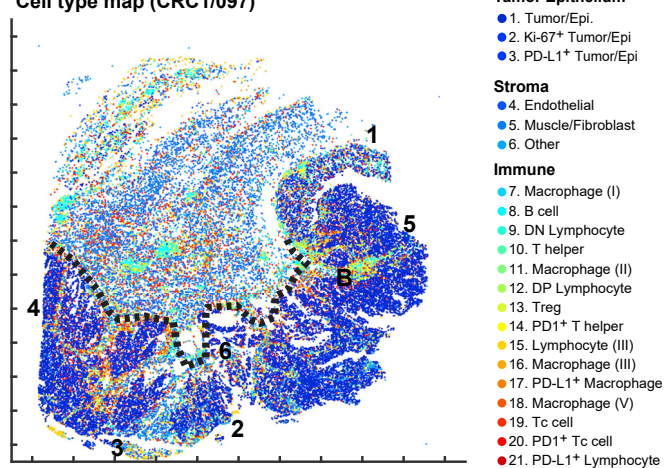 Cell type map (CRC1/097)
1
5
B
4
6
2
3
Tumor Epithelium
1. Tumor/Epi.
2. Ki-67+ Tumor/Epi
3. PD-L1+ Tumor/Epi
Stroma
4. Endothelial
5. Muscle/Fibroblast
6. Other
Immune
7. Macrophage (I)
8. B cell
9. DN Lymphocyte
10. T helper
11. Macrophage (II)
12. DP Lymphocyte
13. Treg
14. PD1+ T helper
15. Lymphocyte (III)
16. Macrophage (III)
17. PD-L1+ Macrophage
18. Macrophage (V)
19. Tc cell
20. PD1+ Tc cell
21. PD-L1+ Lymphocyte